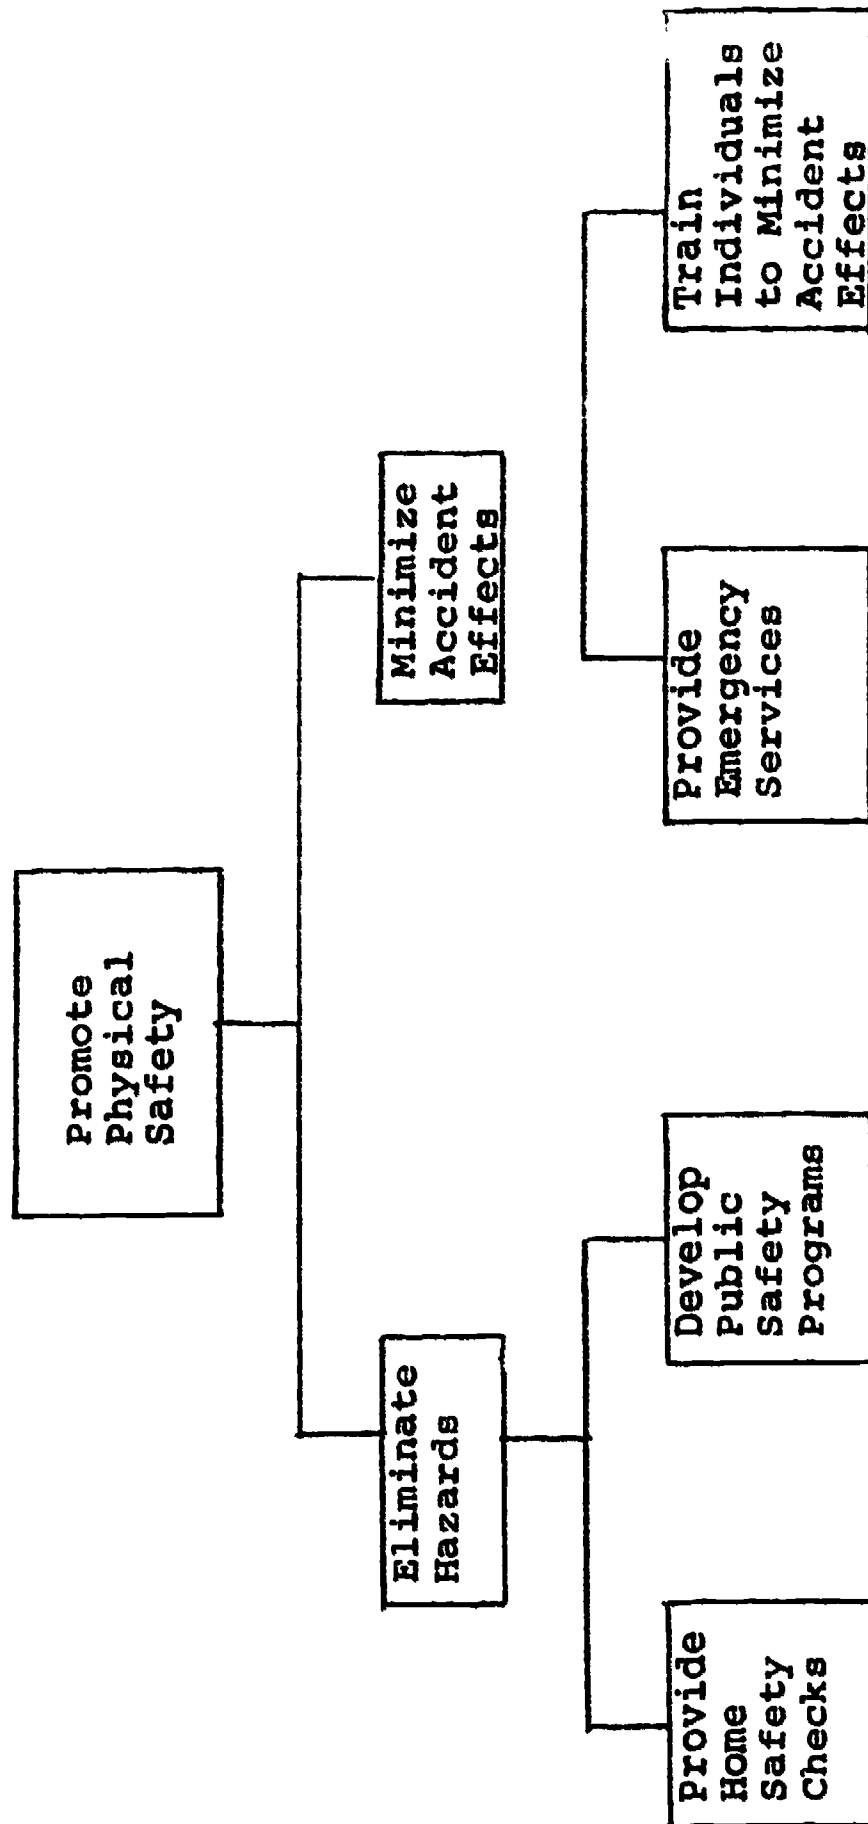 Promote
Physical
Safety
Eliminate
Hazards
Minimize
Accident
Effects
Provide
Home
Safety
Checks
Develop
Public
Safety
Programs
Provide
Emergency
Services
Train
Individuals
to Minimize
Accident
Effects